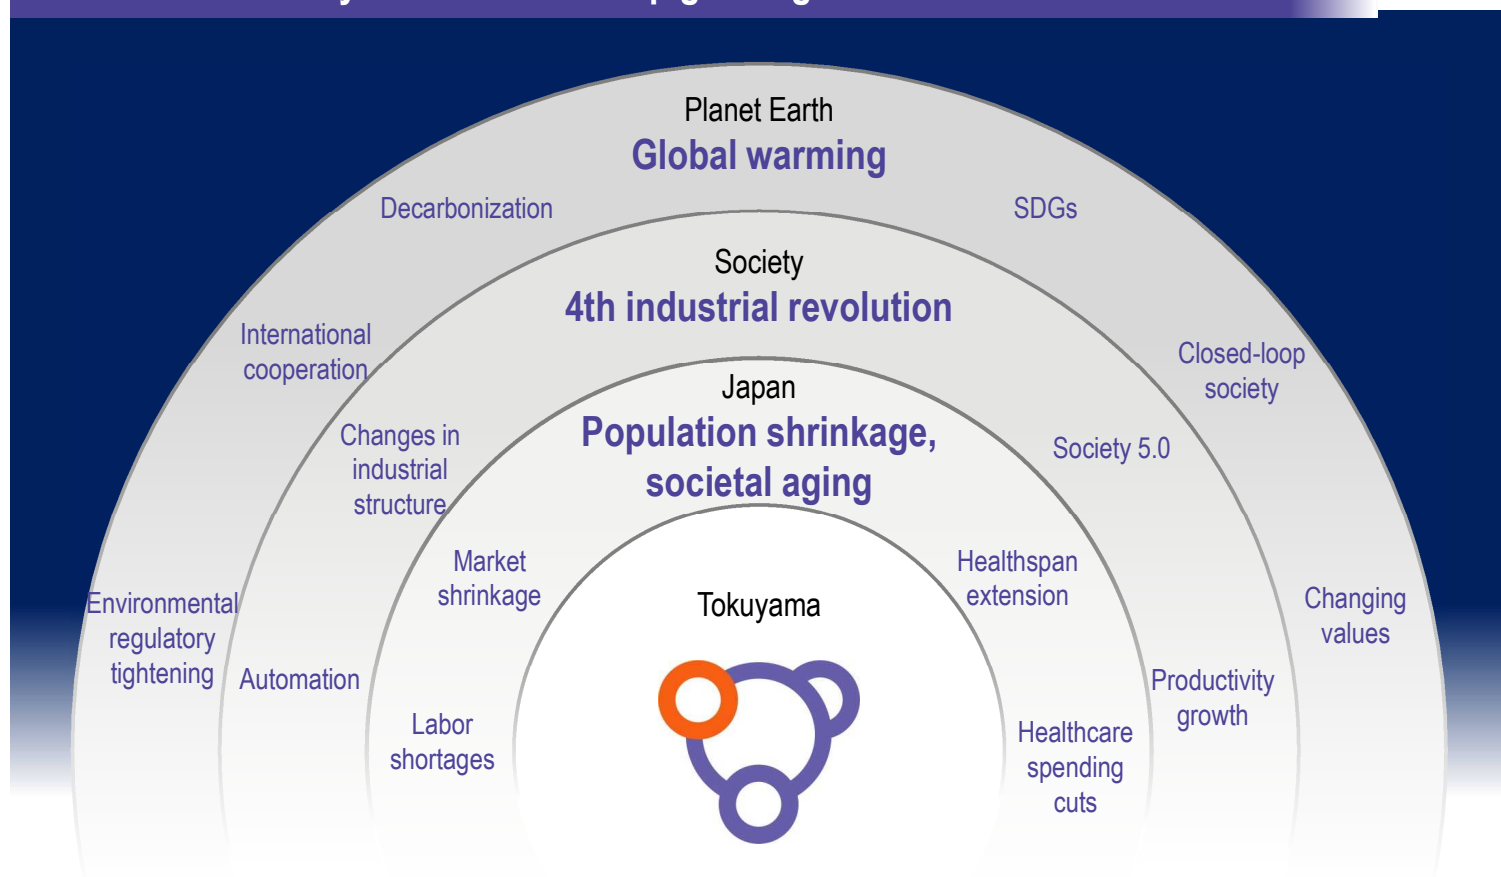 Planet Earth
Global warming
Decarbonization
SDGs
International
cooperation
Closed-loop
society
Environmental
regulatory
tightening
Changing
values
Society
4th industrial revolution
Changes in
industrial
structure
Society 5.0
Automation
Productivity
growth
Japan
Population shrinkage,
societal aging
Market
shrinkage
Healthspan
extension
Labor
shortages
Healthcare
spending
cuts
Tokuyama